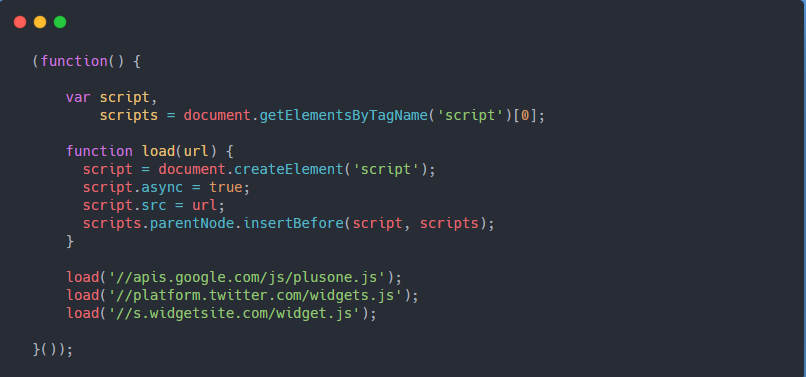 (function() {
var script,
scripts = document.getElementsByTagName('script')[0];
function load(url) {
script = document.createElement('script');
script.async = true;
script.src = url;
scripts.parentNode.insertBefore(script, scripts);
}
load('//apis.google.com/js/plusone.js');
load('//platform.twitter.com/widgets.js');
load('//s.widgetsite.com/widget.js');
}());